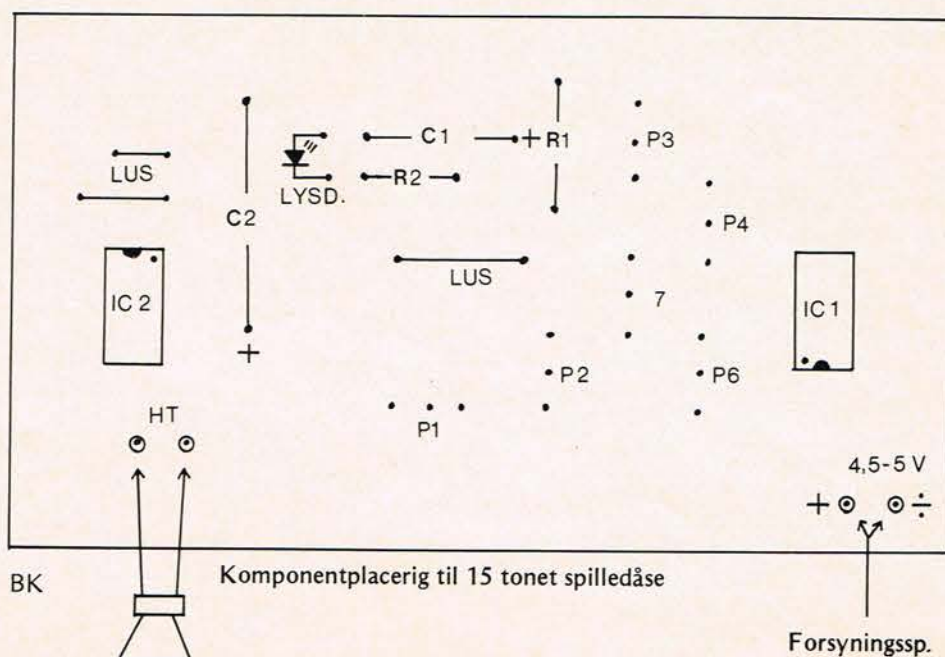 C1
+
R1
P3
LUS
R2
LYSD.
C2
P4
LUS
7
IC 2
IC 1
+
P2
P6
HT
P1
4,5-5 V
+
÷
BK
Komponentplacerig til 15 tonet spilledåse
Forsyningssp.